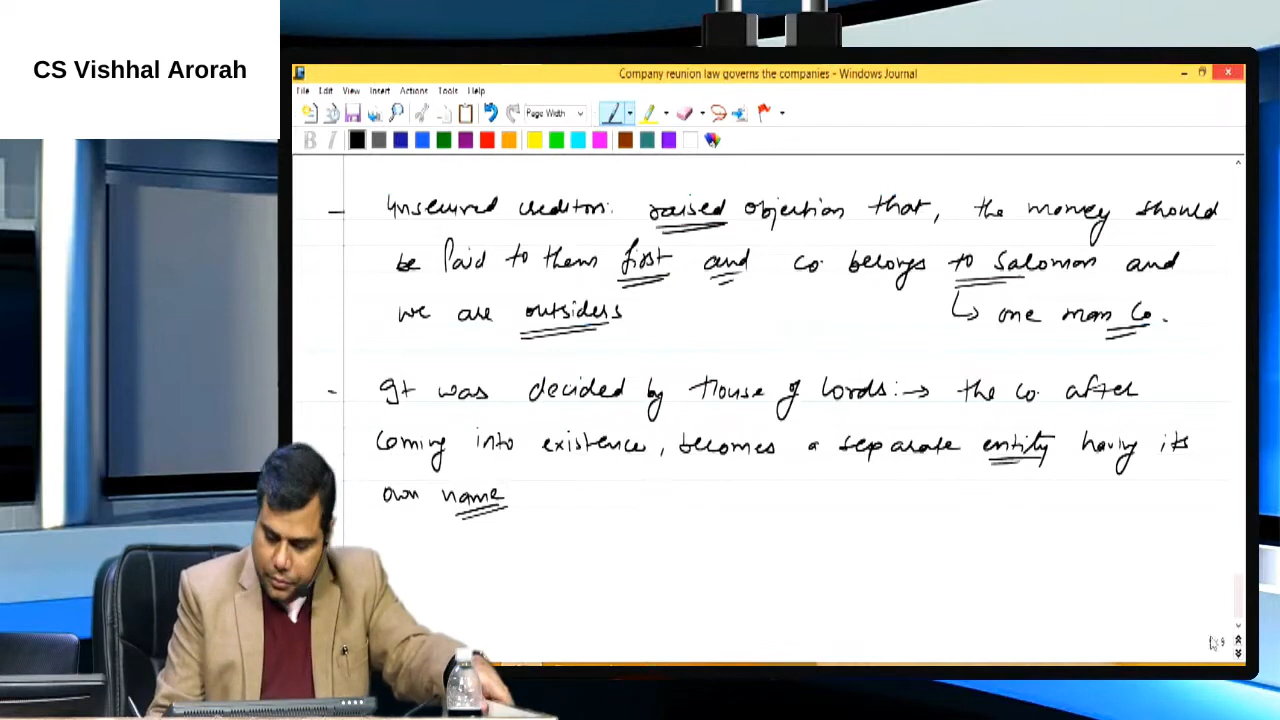 CS Vishhal Arorah
Company reunion law governs the companies - Windows Journal
File Edit View Insert Actions Tools Help
Page Width
B I
- Unsecured creditors: raised objection that, the money should
be paid to them first and co. belongs to Saloman and
we are outsiders
↳ one man Co.
- It was decided by House of lords:→ the co. after
coming into existence, becomes a separate entity having its
own name
9